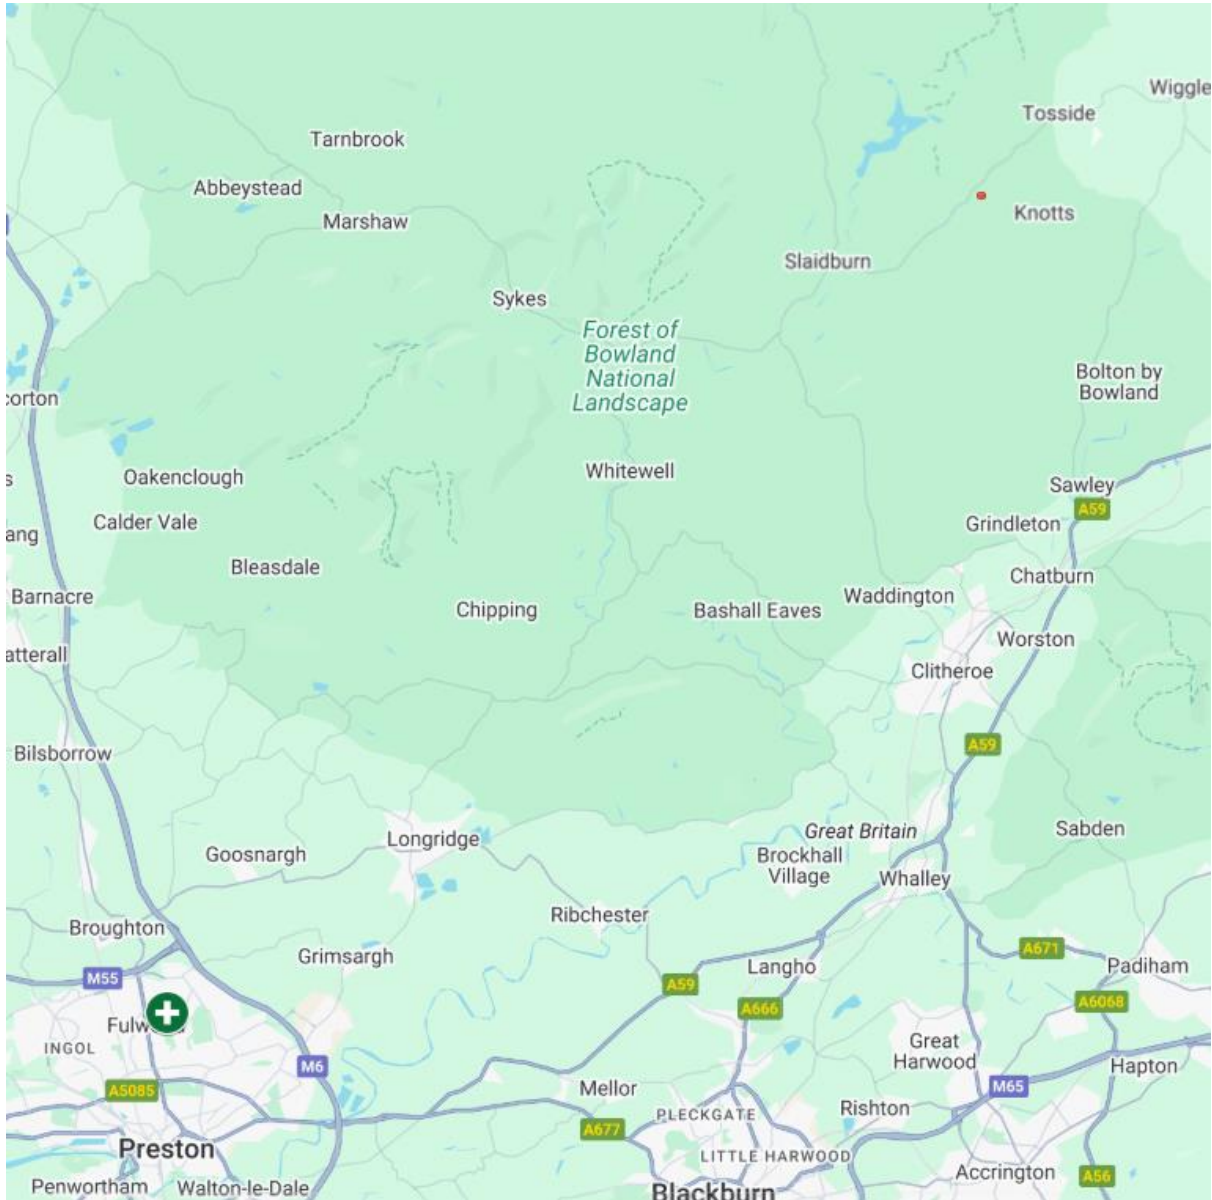 Wiggle
Tosside
Tarnbrook
Abbeystead
Marshaw
Knotts
Slaidburn
Sykes
Forest of
Bowland
National
Landscape
Bolton by
Bowland
corton
Whitewell
Oakenclough
s
Sawley
A59
Calder Vale
Grindleton
ang
Bleasdale
Chatburn
Barnacre
Waddington
Chipping
Bashall Eaves
Worston
atterall
Clitheroe
Bilsborrow
A59
Great Britain
Sabden
Longridge
Goosnargh
Brockhall
Village
Whalley
Ribchester
Broughton
Grimsargh
A671
Langho
Padiham
M55
A59
A666
A6068
Fulw
INGOL
Great
Harwood
M6
Hapton
A5085
Mellor
M65
PLECKGATE
Rishton
A677
Preston
LITTLE HARWOOD
Accrington
A56
Penwortham
Walton-le-Dale
Blackburn